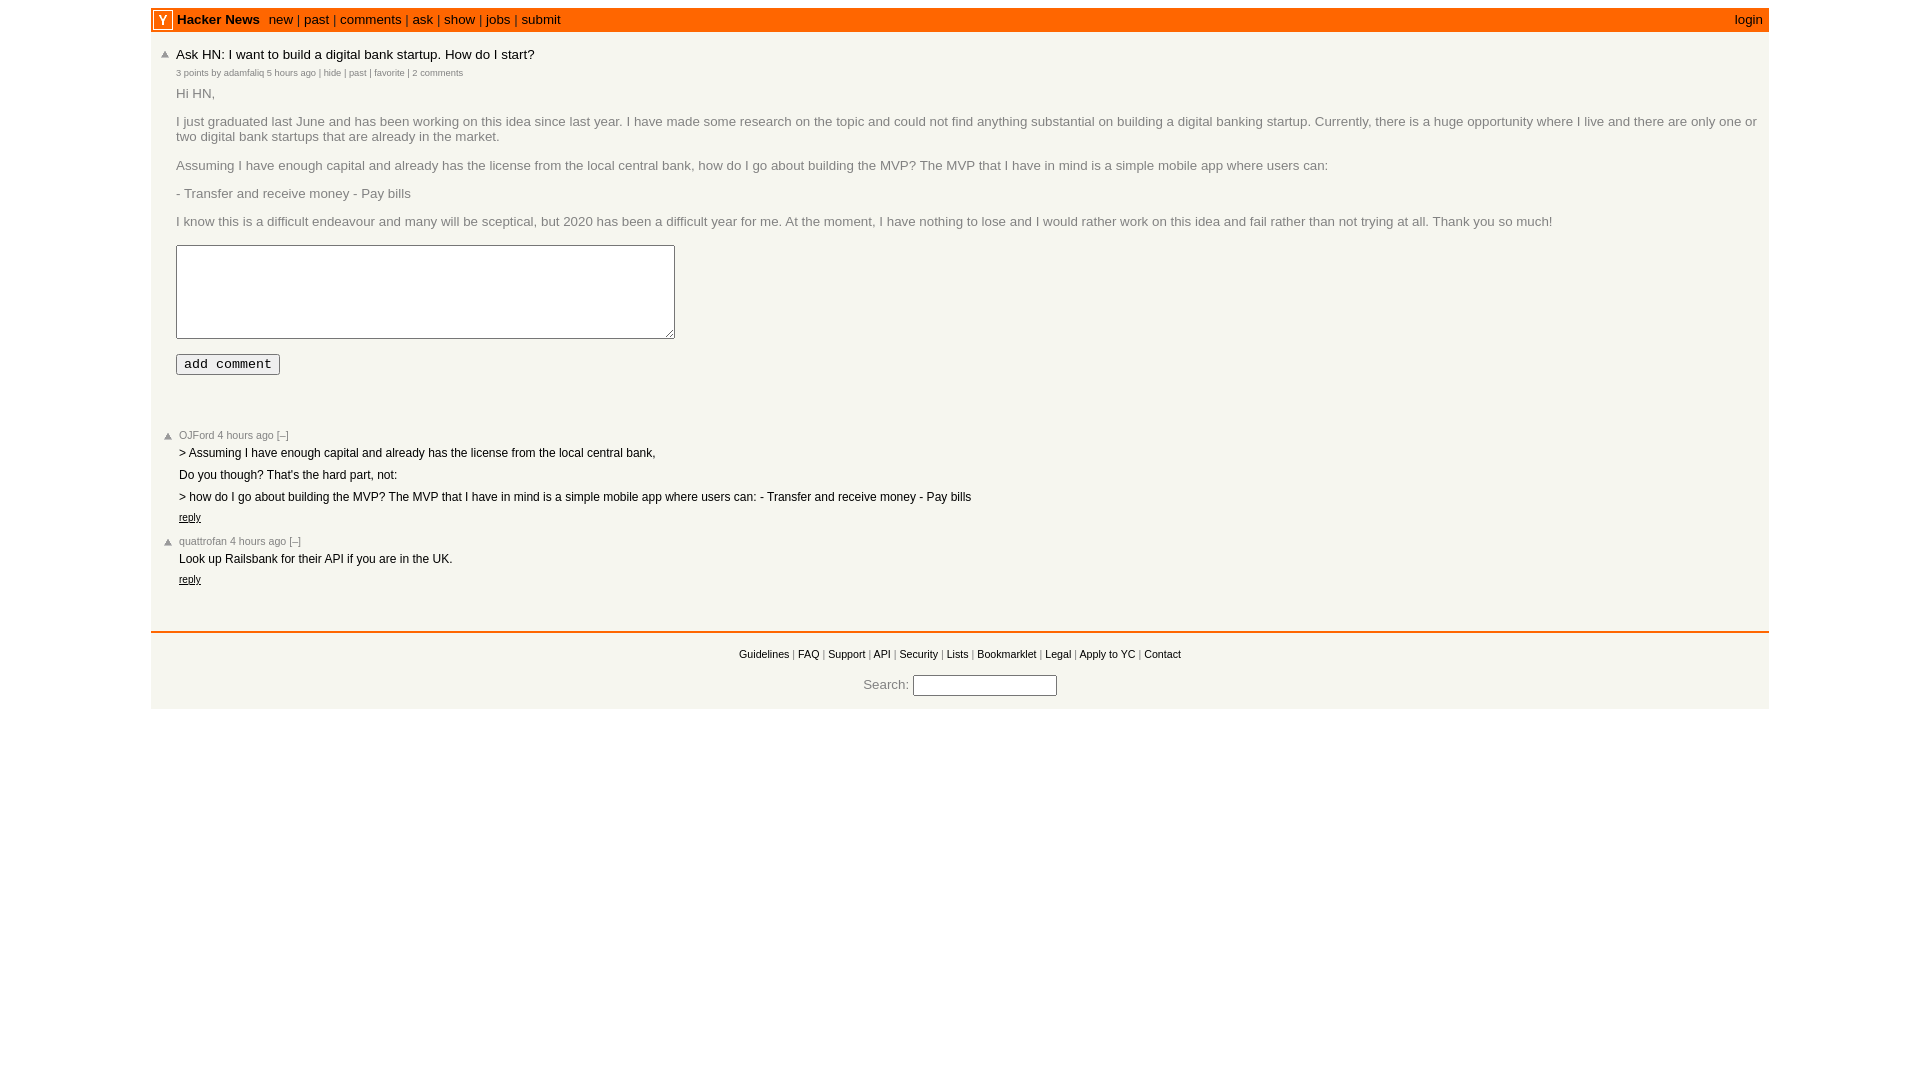 Y Hacker News new | past | comments | ask | show | jobs | submit login
Ask HN: I want to build a digital bank startup. How do I start?
3 points by adamfaliq 5 hours ago | hide | past | favorite | 2 comments
Hi HN,
I just graduated last June and has been working on this idea since last year. I have made some research on the topic and could not find anything substantial on building a digital banking startup. Currently, there is a huge opportunity where I live and there are only one or
two digital bank startups that are already in the market.
Assuming I have enough capital and already has the license from the local central bank, how do I go about building the MVP? The MVP that I have in mind is a simple mobile app where users can:
- Transfer and receive money - Pay bills
I know this is a difficult endeavour and many will be sceptical, but 2020 has been a difficult year for me. At the moment, I have nothing to lose and I would rather work on this idea and fail rather than not trying at all. Thank you so much!
add comment
OJFord 4 hours ago [–]
> Assuming I have enough capital and already has the license from the local central bank,
Do you though? That's the hard part, not:
> how do I go about building the MVP? The MVP that I have in mind is a simple mobile app where users can: - Transfer and receive money - Pay bills
reply
quattrofan 4 hours ago [–]
Look up Railsbank for their API if you are in the UK.
reply
Guidelines | FAQ | Support | API | Security | Lists | Bookmarklet | Legal | Apply to YC | Contact
Search: